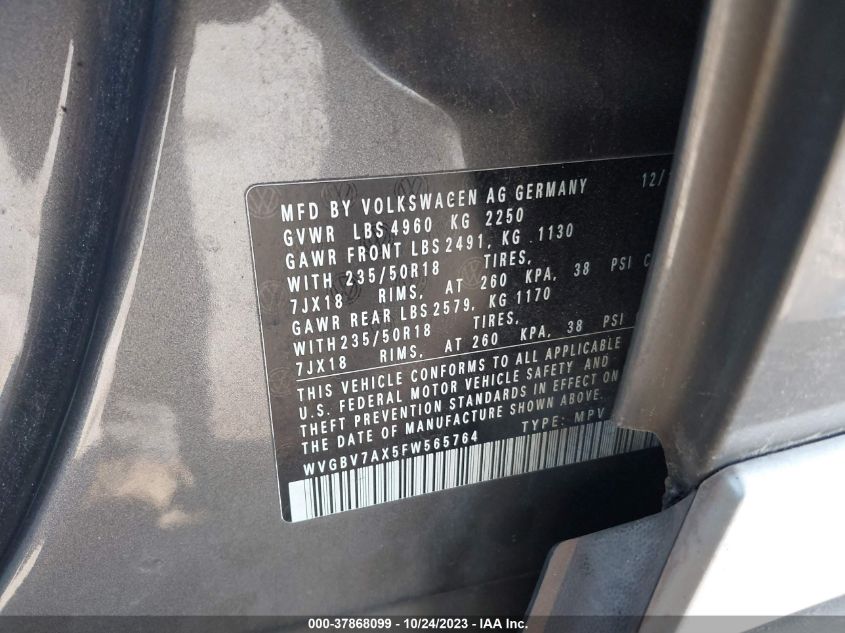 MFD BY VOLKSWAGEN AG GERMANY 12/
GVWR LBS 4960 KG 2250
GAWR FRONT LBS 2491, KG 1130
WITH 235/50R18 TIRES,
7JX18 RIMS, AT 260 KPA, 38 PSI C
GAWR REAR LBS 2579, KG 1170
WITH 235/50R18 TIRES,
7JX18 RIMS, AT 260 KPA, 38 PSI
THIS VEHICLE CONFORMS TO ALL APPLICABLE
U.S. FEDERAL MOTOR VEHICLE SAFETY AND
THEFT PREVENTION STANDARDS IN EFFECT ON
THE DATE OF MANUFACTURE SHOWN ABOVE.
WVGBV7AX5FW565764 TYPE: MPV
000-37868099 - 10/24/2023 - IAA Inc.